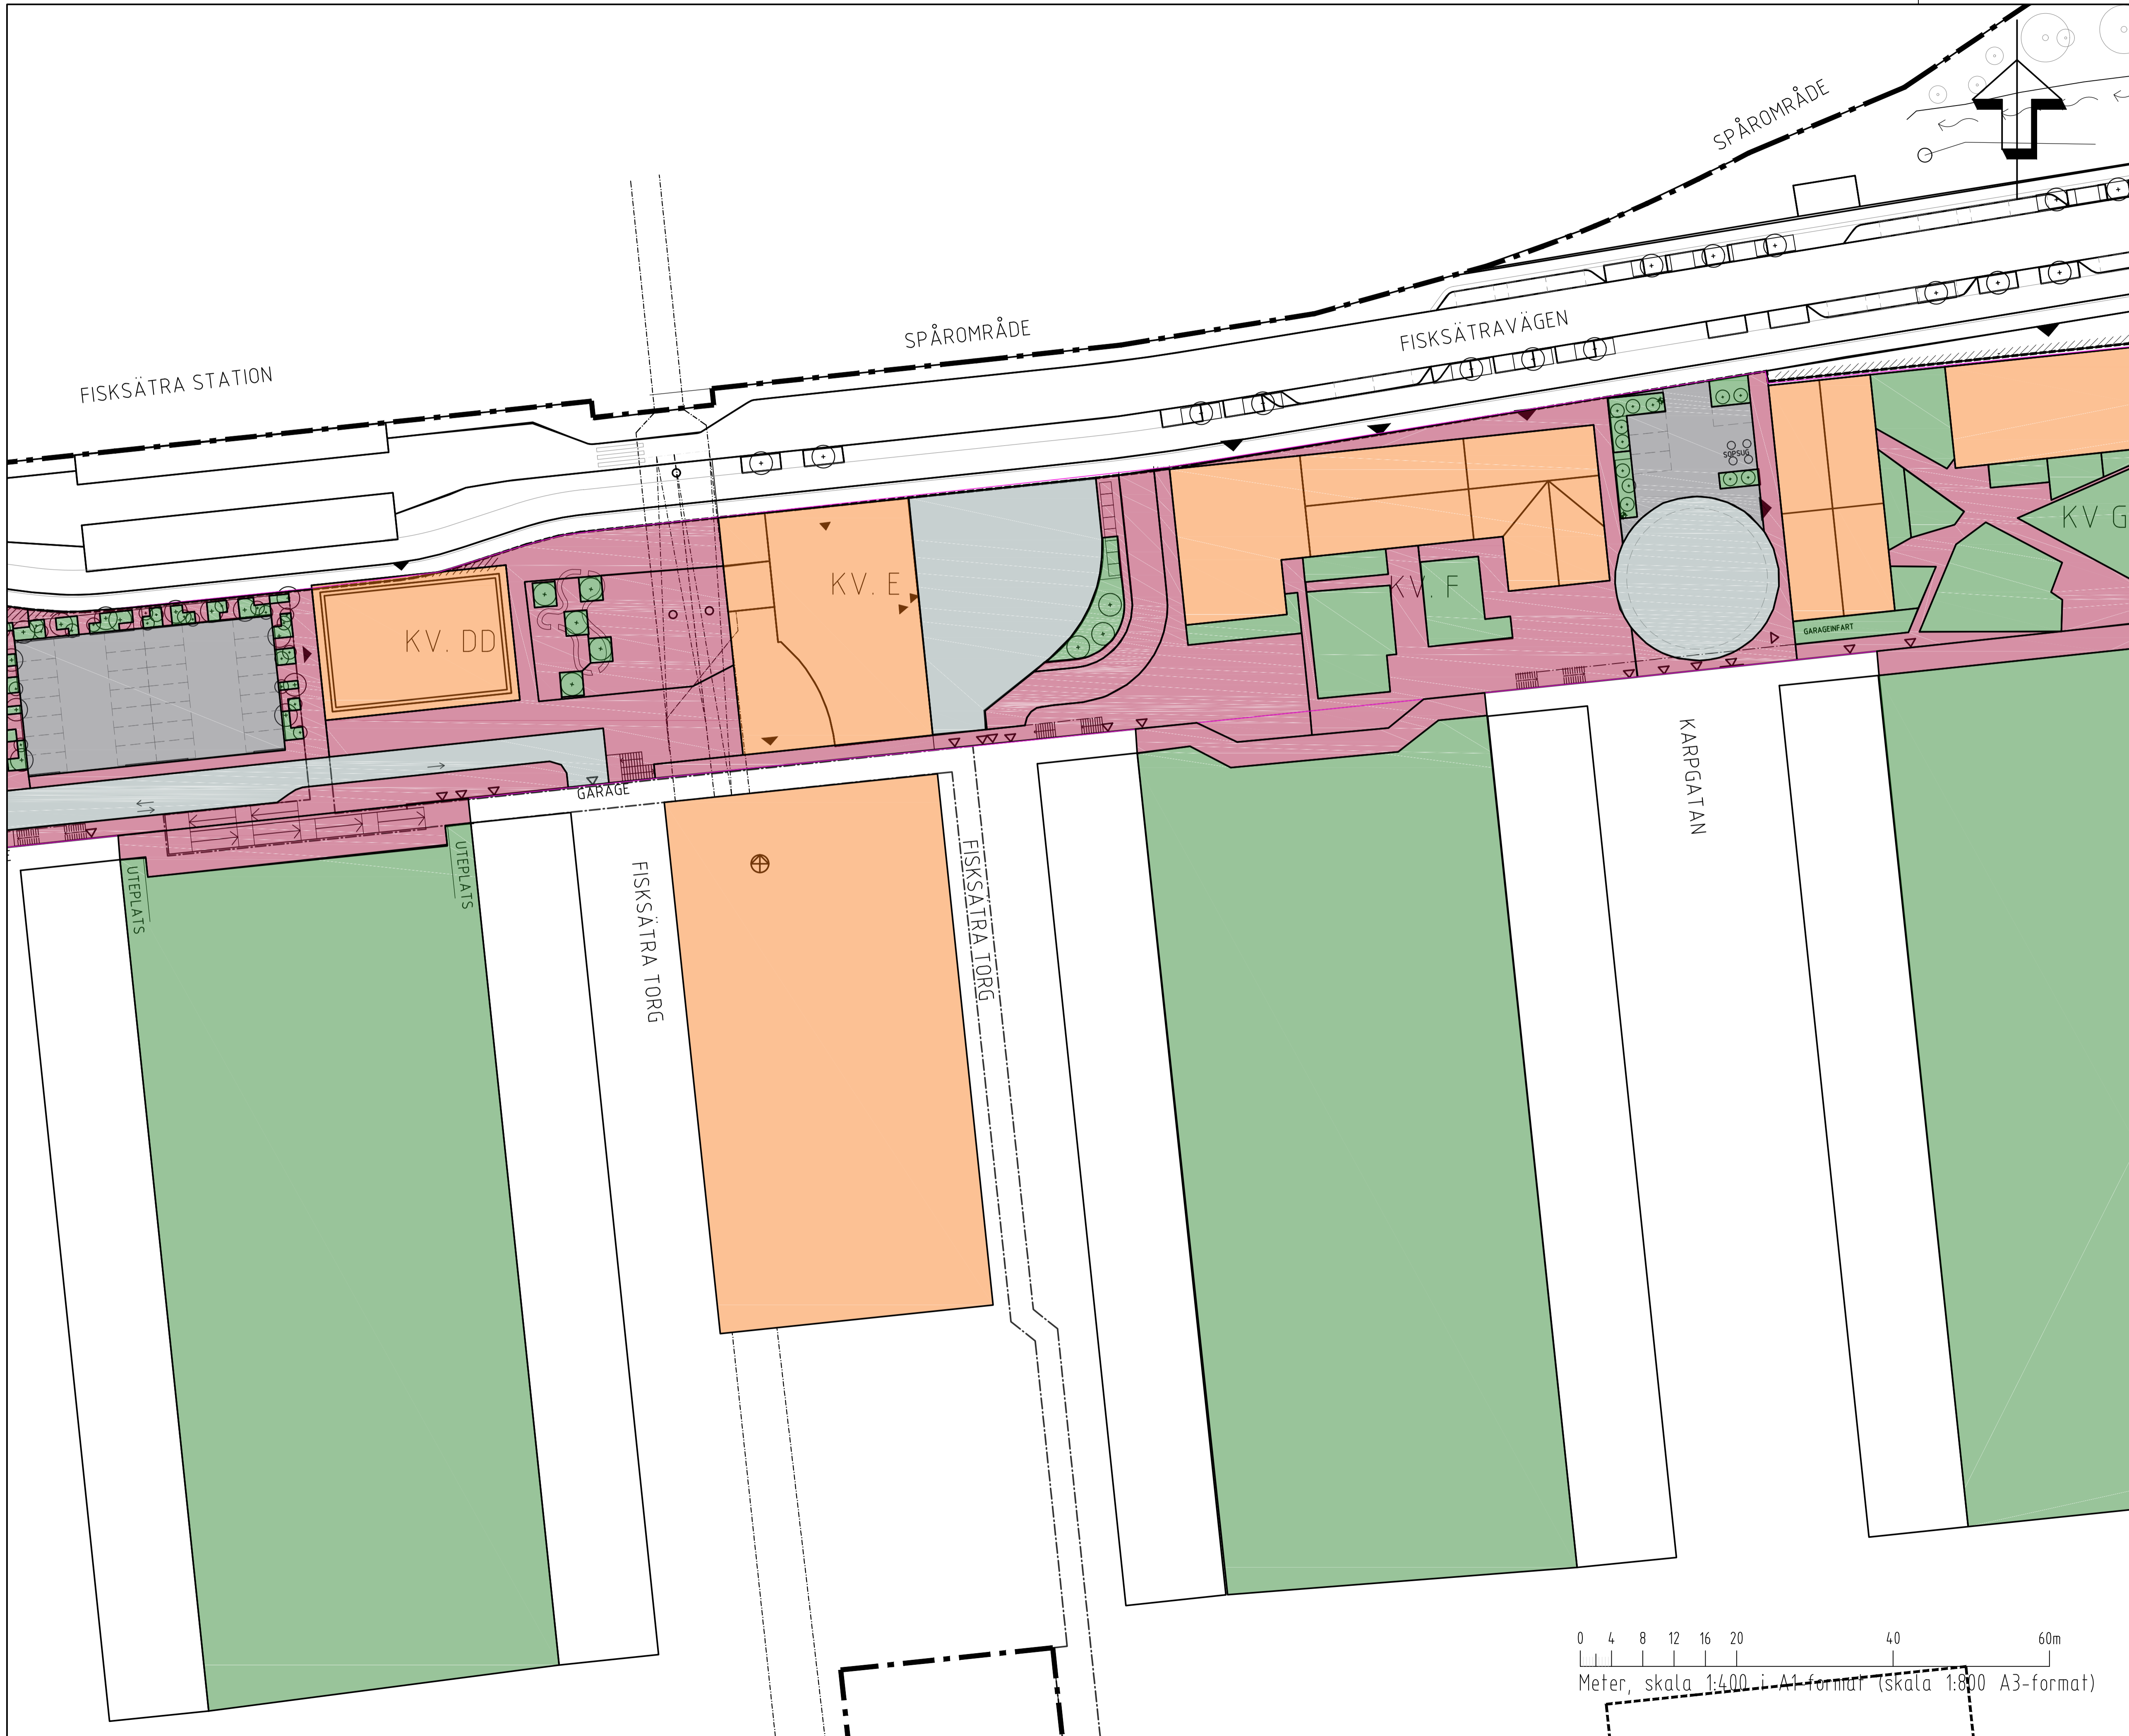 SPÅROMRÅDE
SPÅROMRÅDE
FISKSÄTRAVÄGEN
FISKSÄTRA STATION
SOPSUG
KV G
KV. E
KV. F
KV. DD
GARAGEINFART
GARAGE
KARPGATAN
UTEPLATS
UTEPLATS
FISKSÄTRA TORG
FISKSÄTRA TORG
0 4 8 12 16 20 40 60m
Meter, skala 1:400 i A1-format (skala 1:800 A3-format)